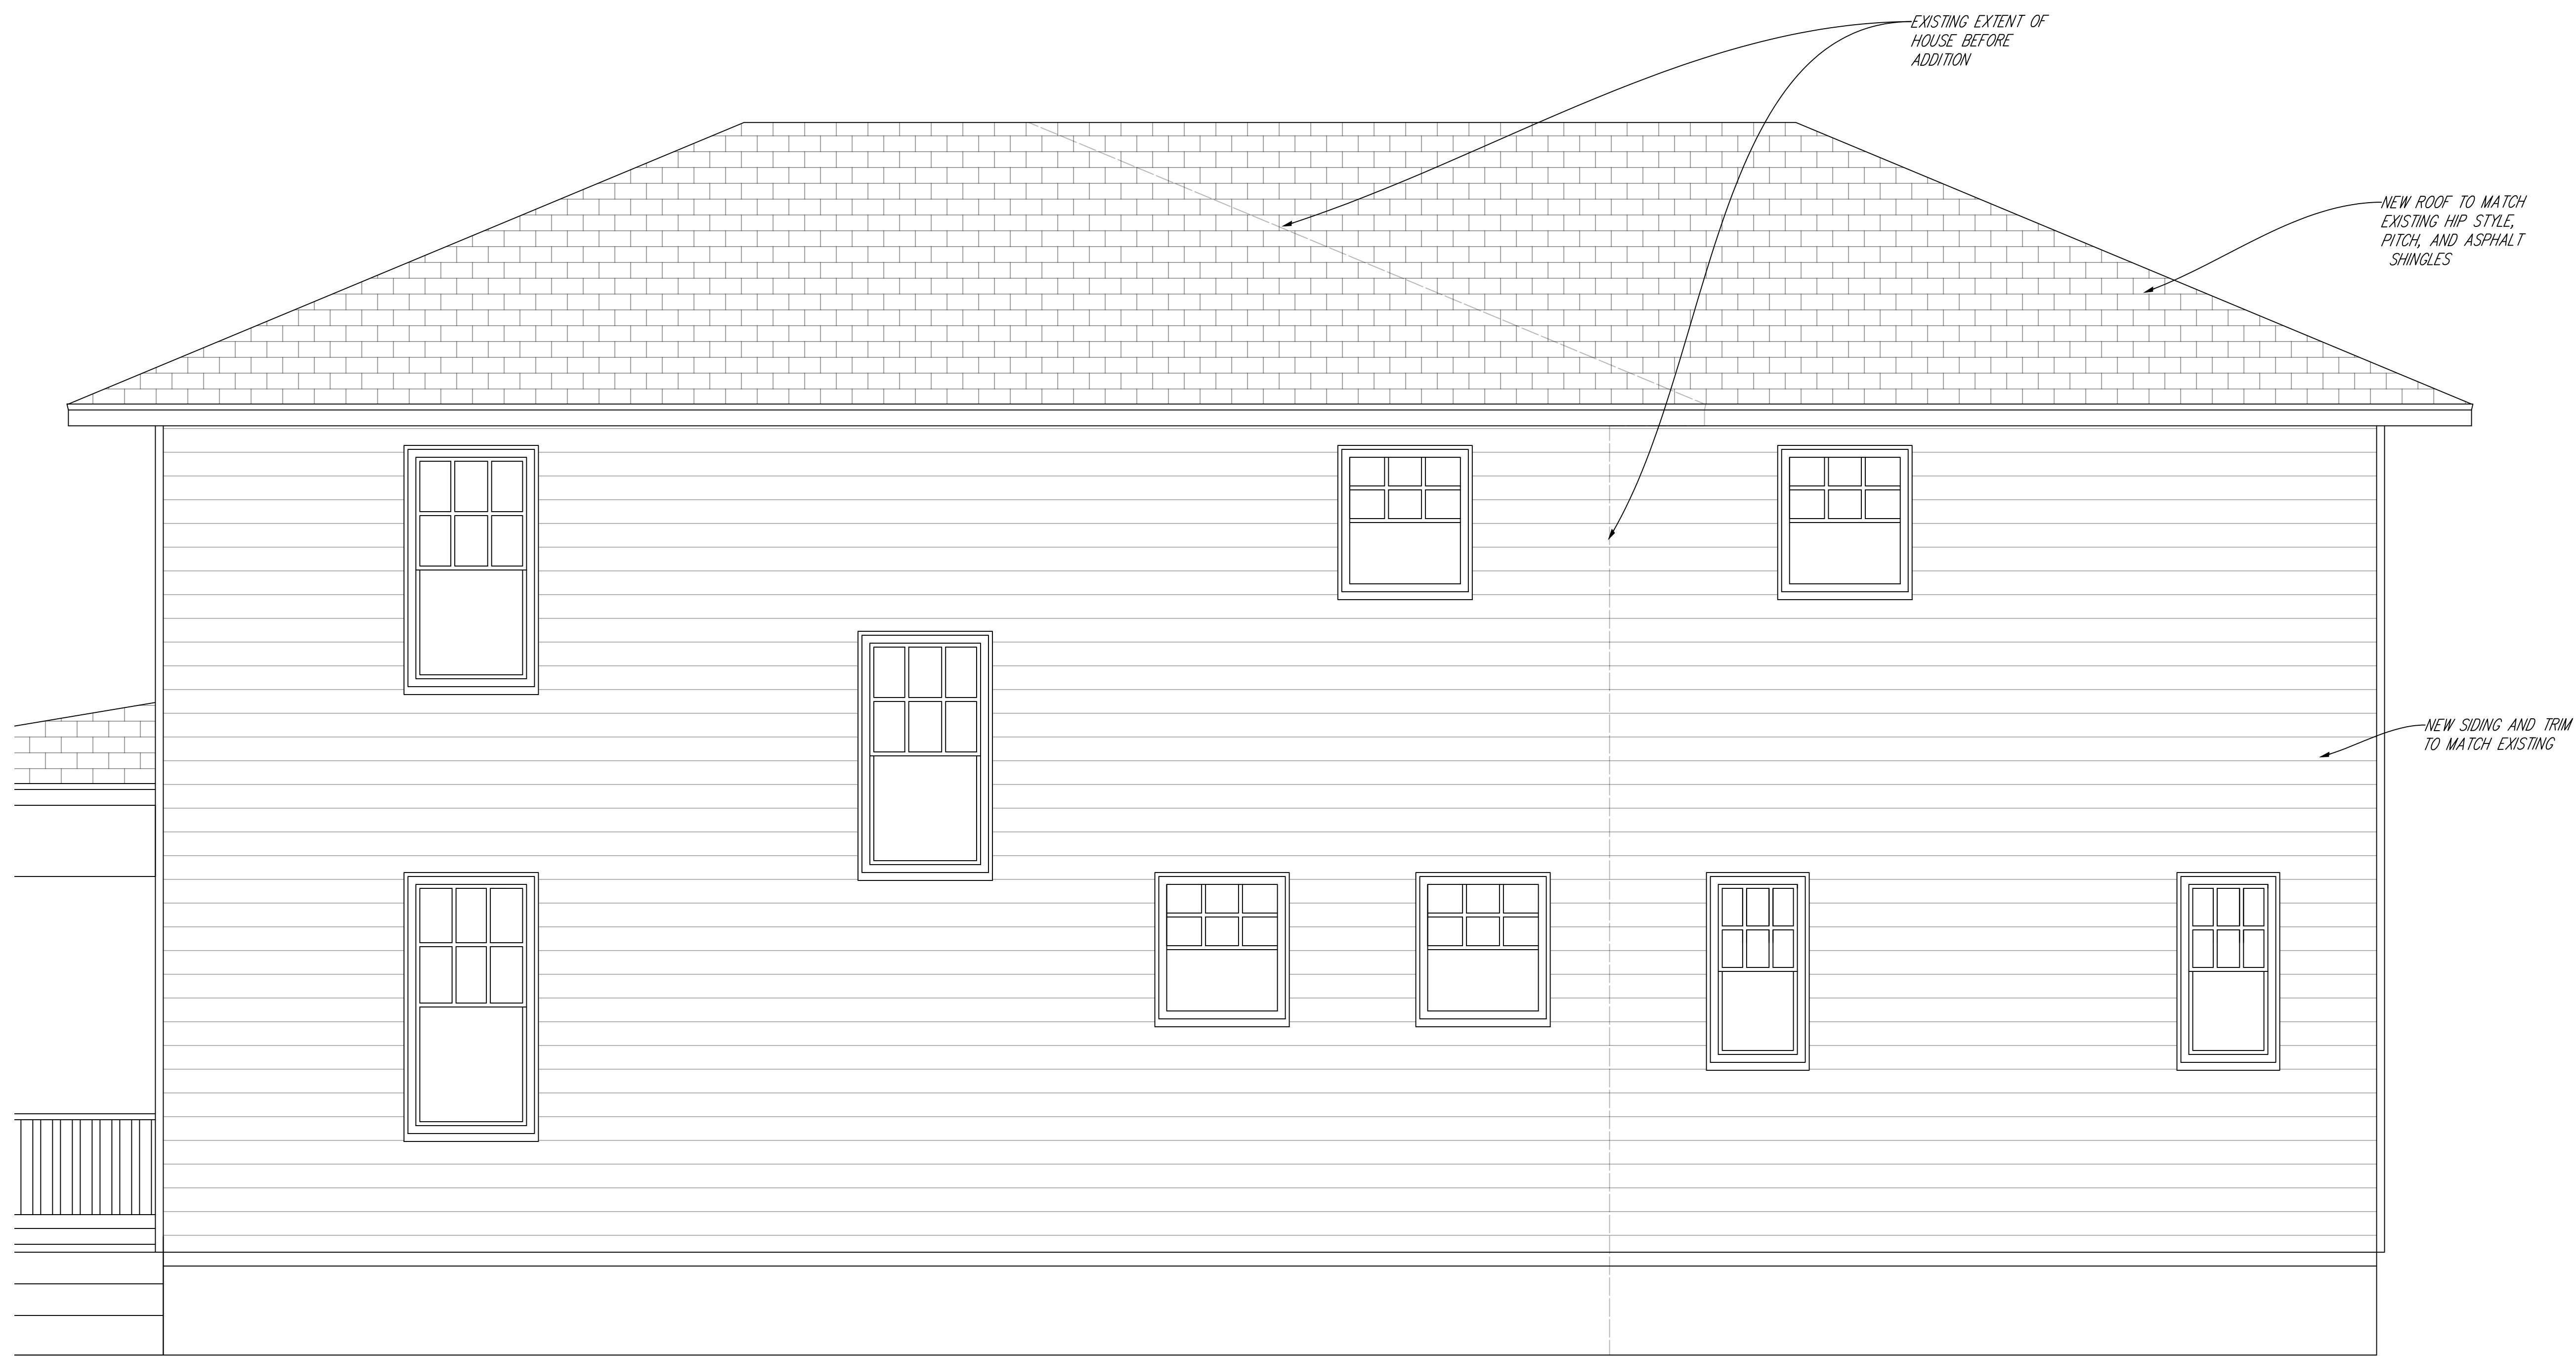 EXISTING EXTENT OF
HOUSE BEFORE
ADDITION
NEW ROOF TO MATCH
EXISTING HIP STYLE,
PITCH, AND ASPHALT
SHINGLES
NEW SIDING AND TRIM
TO MATCH EXISTING